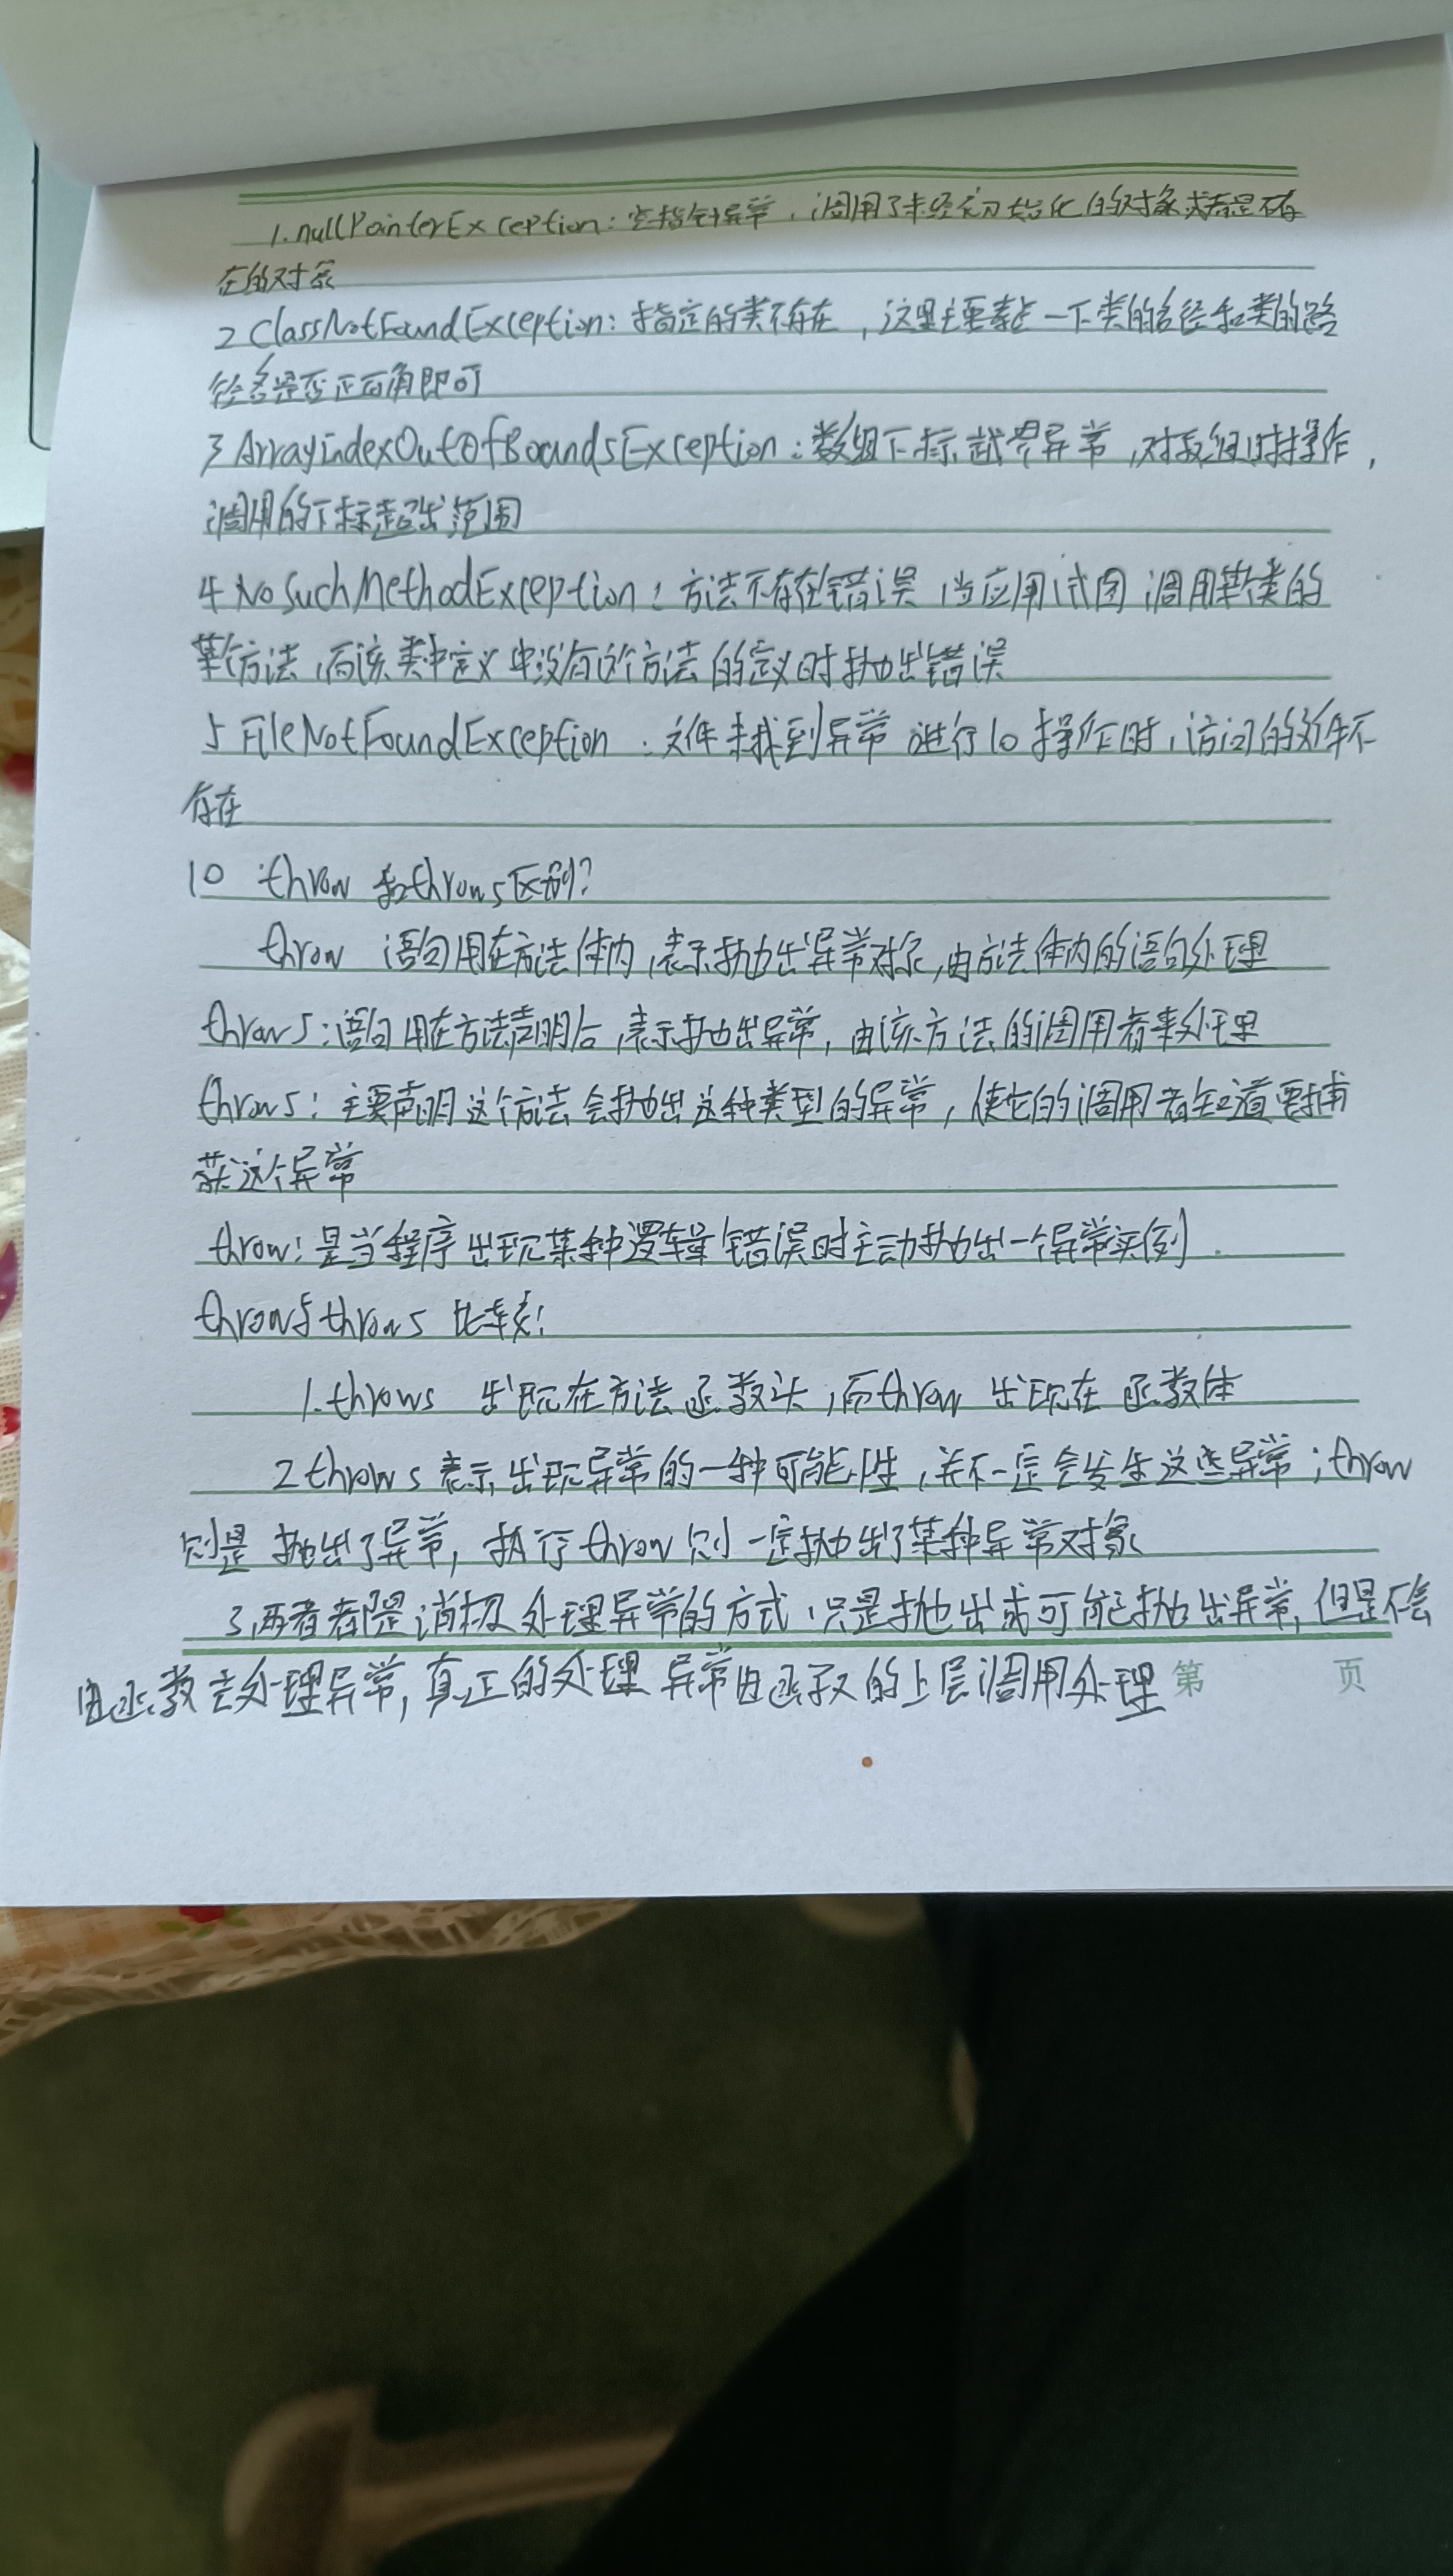 1.nullPointerException:空指针异常,调用了未经初始化的对象或者是不存
在的对象
2 ClassNotFoundException:指定的类不存在,这里主要考虑一下类的名径和类的路
径名是否正确即可
3 ArrayindexOutOfBoundsException:数组下标越界异常,对数组时操作,
调用的下标超出范围
4 NoSuchMethodException:方法不存在错误,当应用试图调用某类的
某个方法,而该类中定义中没有这个方法的定义时抛出错误
5 FileNotFoundException:文件未找到异常 进行Io操作时,访问的文件不
存在
10 throw和throws区别?
throw 语句用在方法体内,表示抛出异常对象,由方法体内的语句处理
throws:语句用在方法声明后,表示抛出异常,由该方法的调用者来处理
throws:主要声明这个方法会抛出这种类型的异常,使它的调用者知道要捕
获这个异常
throw:是当程序出现某种逻辑错误时主动抛出一个异常实例.
throw与throws比较:
1.throws 出现在方法函数头,而throw 出现在函数体
2 throws 表示出现异常的一种可能性,并不一定会发生这些异常;throw
则是抛出了异常,执行throw则一定抛出了某种异常对象
3.两者都是消极处理异常的方式,只是抛出或可能抛出异常,但是不会
由函数去处理异常,真正的处理异常由函数的上层调用处理
第 页